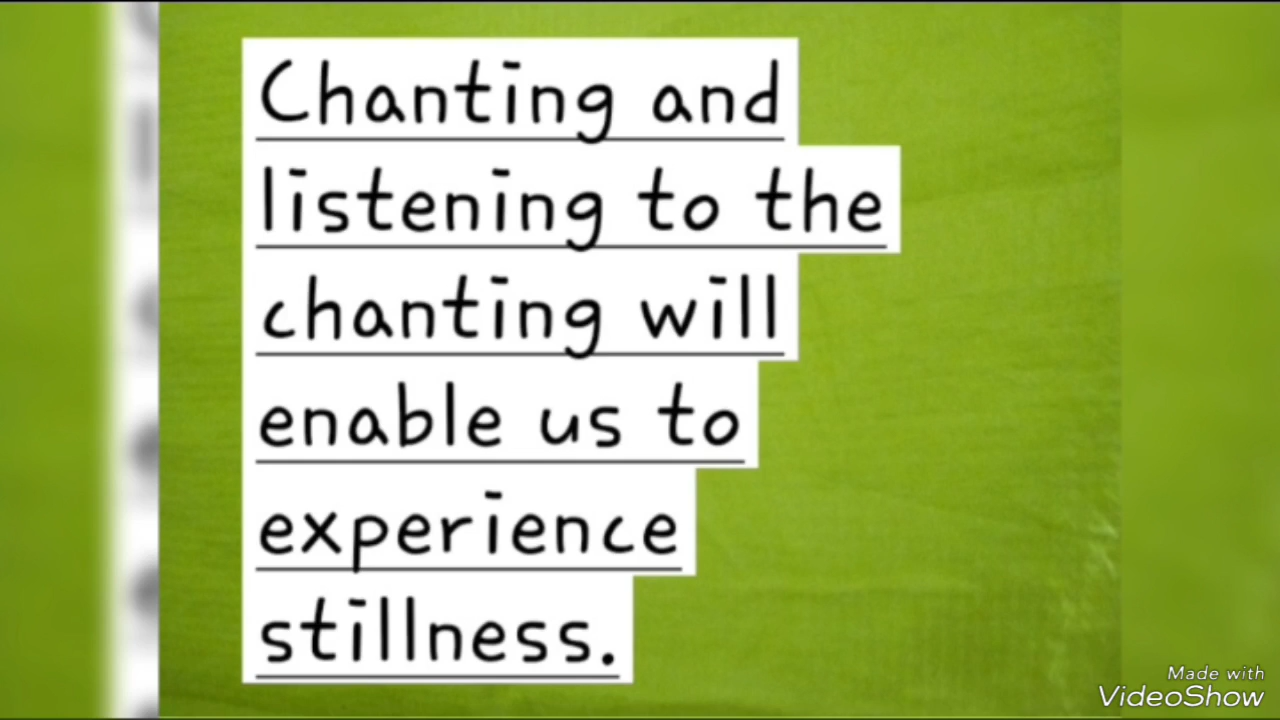 Chanting and
listening to the
chanting will
enable us to
experience
stillness.
Made with
VideoShow